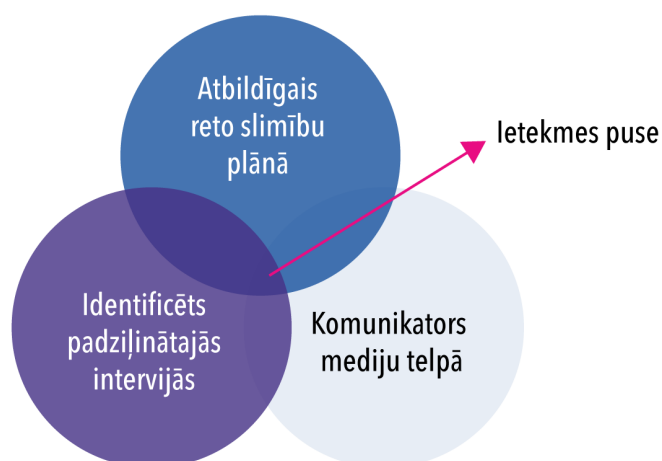 Atbildīgais
reto slimību
plānā
Ietekmes puse
Identificēts
padziļinātajās
intervijās
Komunikators
mediju telpā